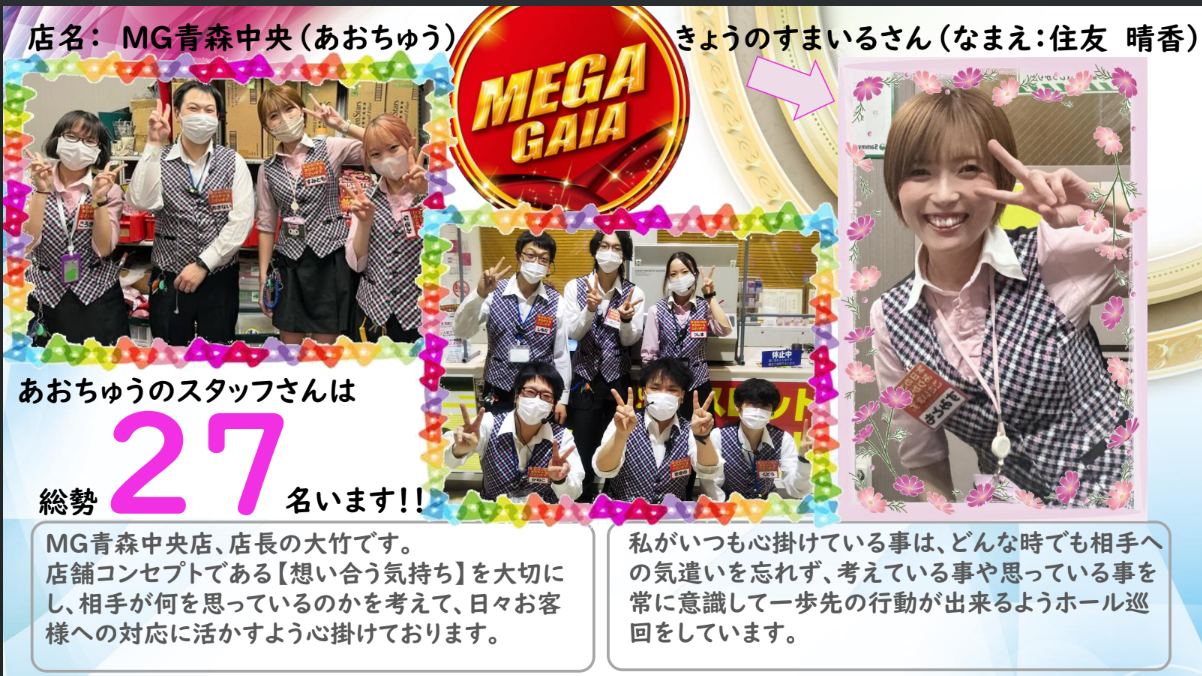 店名： MG青森中央（あおちゅう）
MEGA
GAIA
きょうのすまいるさん（なまえ：住友 晴香）
休止中
あおちゅうのスタッフさんは
総勢 27 名います！！
MG青森中央店、店長の大竹です。
店舗コンセプトである【想い合う気持ち】を大切に
し、相手が何を思っているのかを考えて、日々お客
様への対応に活かすよう心掛けております。
私がいつも心掛けている事は、どんな時でも相手へ
の気遣いを忘れず、考えている事や思っている事を
常に意識して一歩先の行動が出来るようホール巡
回をしています。